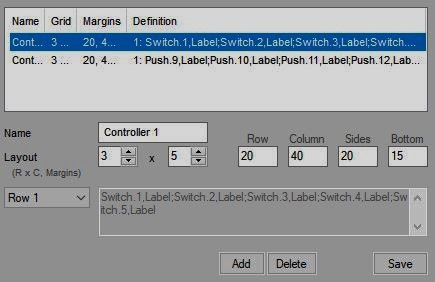 Name Grid Margins Definition
Cont... 3 ... 20, 4... 1: Switch.1,Label;Switch.2,Label;Switch.3,Label;Switch....
Cont... 3 ... 20, 4... 1: Push.9,Label;Push.10,Label;Push.11,Label;Push.12,Lab...
Name Controller 1 Row Column Sides Bottom
Layout 3 x 5 20 40 20 15
(R x C, Margins)
Row 1 Switch.1,Label;Switch.2,Label;Switch.3,Label;Switch.4,Label;Sw
itch.5,Label
Add Delete Save